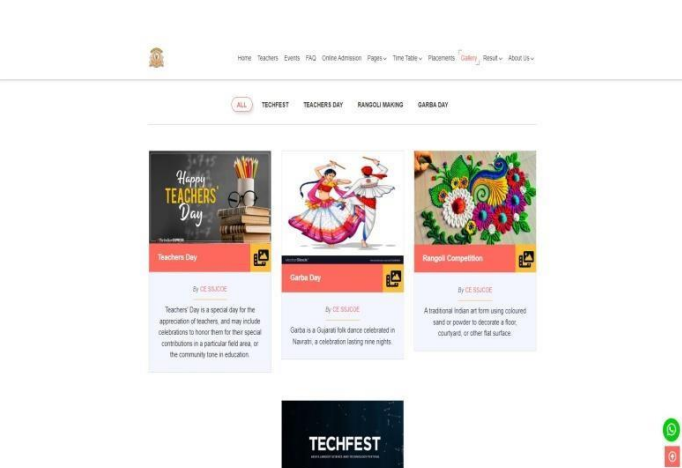 Home Teachers Events FAQ Online Admission Pages Time Table Placements Gallery Result About Us
ALL TECHFEST TEACHERS DAY RANGOLI MAKING GARBA DAY
Happy
TEACHERS'
Day
Teachers Day
By CE SSJCOE
Teachers' Day is a special day for the
appreciation of teachers, and may include
celebrations to honor them for their special
contributions in a particular field area, or
the community tone in education.
Garba Day
By CE SSJCOE
Garba is a Gujarati folk dance celebrated in
Navratri, a celebration lasting nine nights.
Rangoli Competition
By CE SSJCOE
A traditional Indian art form using coloured
sand or powder to decorate a floor,
courtyard, or other flat surface.
TECHFEST